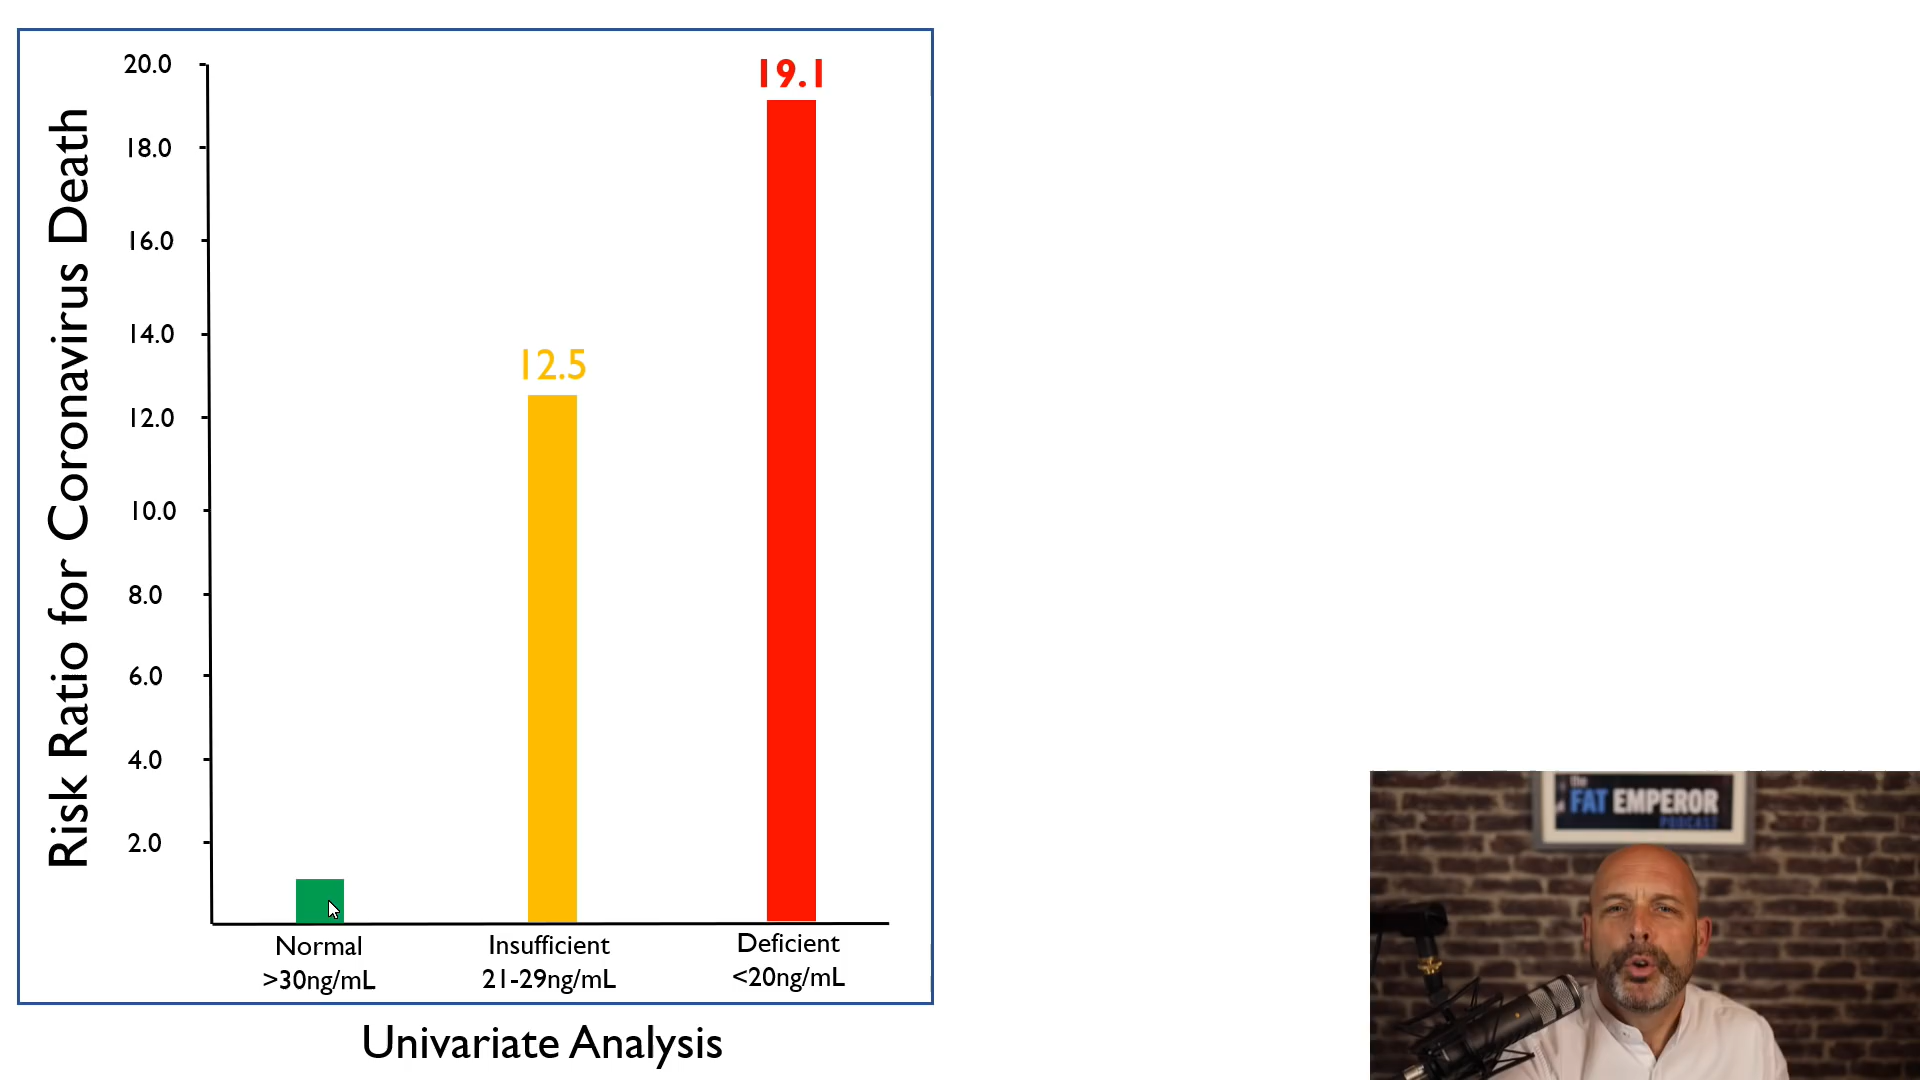 Risk Ratio for Coronavirus Death
20.0
18.0
16.0
14.0
12.0
10.0
8.0
6.0
4.0
2.0
12.5
19.1
Normal
>30ng/mL
Insufficient
21-29ng/mL
Deficient
<20ng/mL
Univariate Analysis
the
FAT EMPEROR
PODCAST